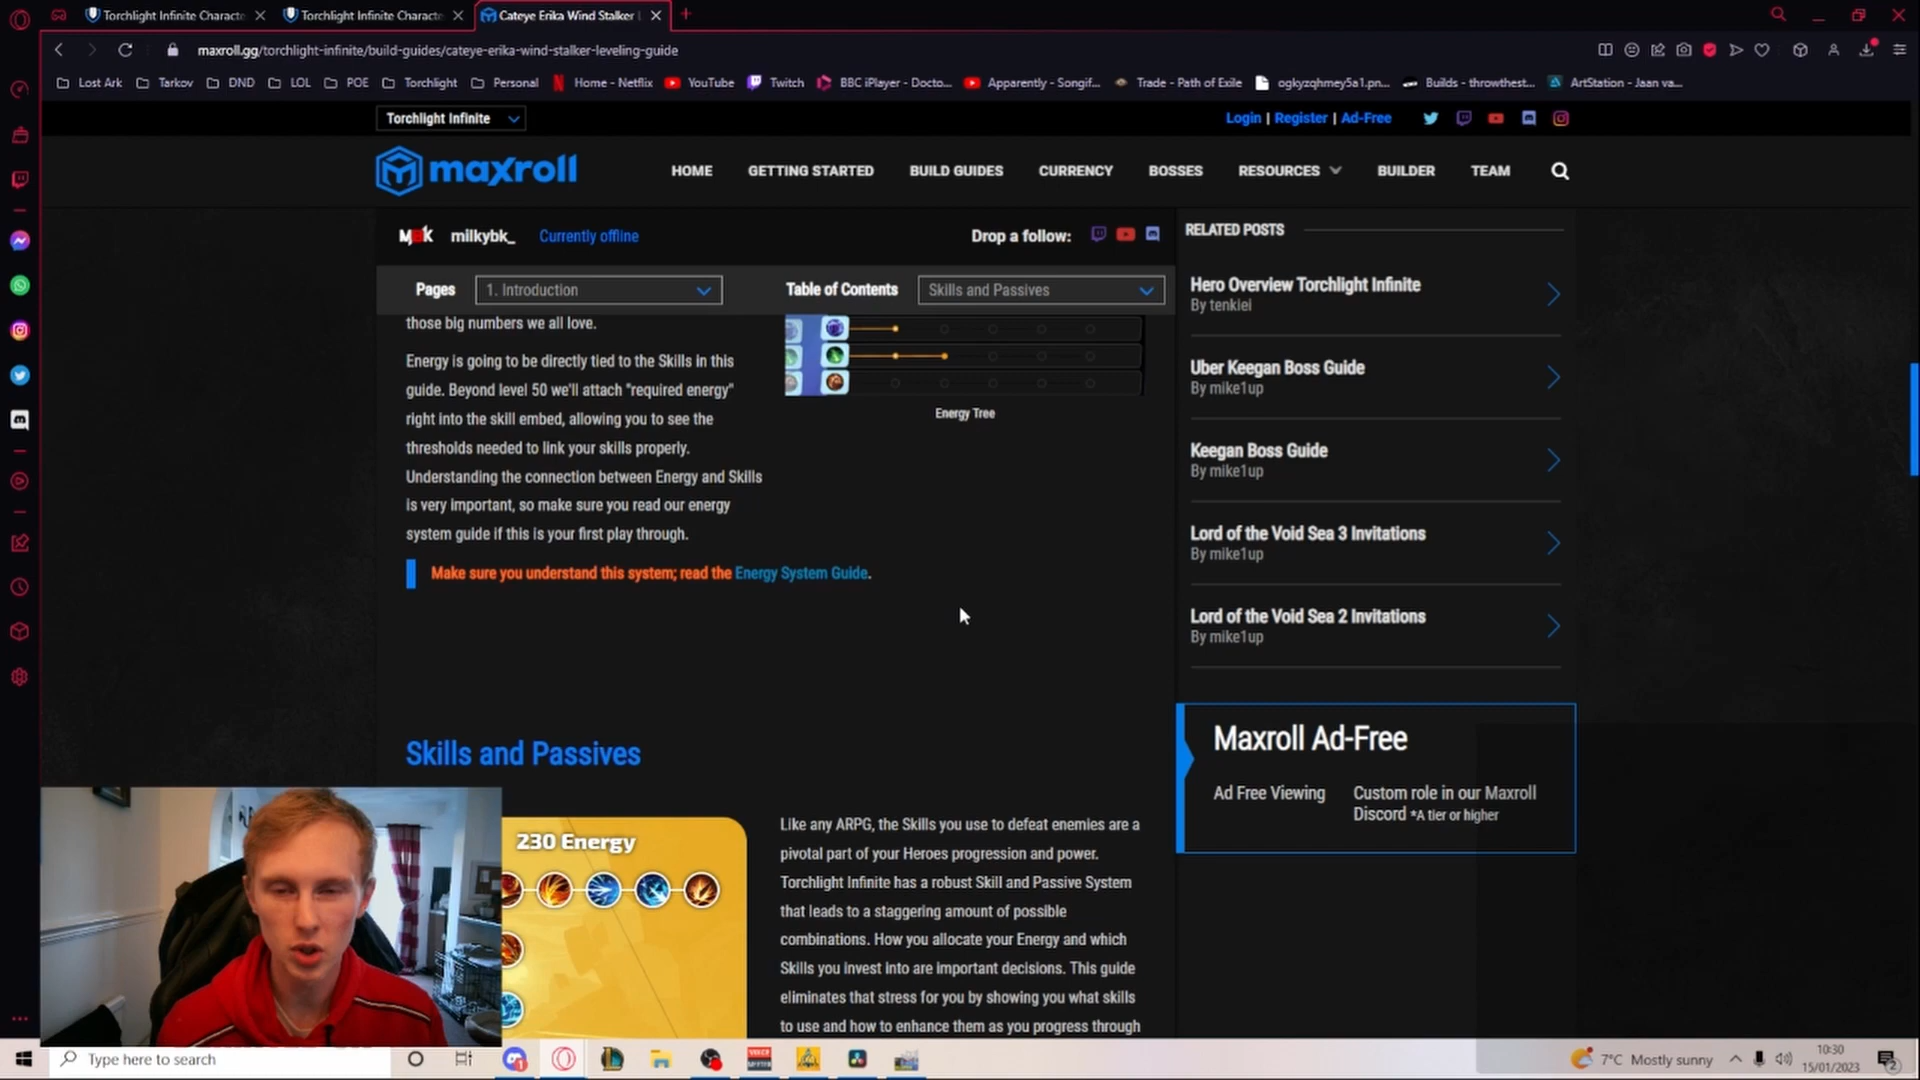 Torchlight Infinite Characte
Torchlight Infinite Characte
Cateye Erika Wind Stalker L
maxroll.gg/torchlight-infinite/build-guides/cateye-erika-wind-stalker-leveling-guide
Lost Ark
Tarkov
DND
LOL
POE
Torchlight
Personal
Home - Netflix
YouTube
Twitch
BBC iPlayer - Docto...
Apparently - Songif...
Trade - Path of Exile
ogkyzqhmey5a1.pn...
Builds - throwthest...
ArtStation - Jaan va...
Torchlight Infinite
Login | Register | Ad-Free
maxroll
HOME
GETTING STARTED
BUILD GUIDES
CURRENCY
BOSSES
RESOURCES
BUILDER
TEAM
milkybk_
Currently offline
Drop a follow:
Pages
1. Introduction
Table of Contents
Skills and Passives
those big numbers we all love.
Energy is going to be directly tied to the Skills in this
guide. Beyond level 50 we'll attach "required energy"
right into the skill embed, allowing you to see the
thresholds needed to link your skills properly.
Understanding the connection between Energy and Skills
is very important, so make sure you read our energy
system guide if this is your first play through.
Energy Tree
Make sure you understand this system; read the Energy System Guide.
Skills and Passives
230 Energy
Like any ARPG, the Skills you use to defeat enemies are a
pivotal part of your Heroes progression and power.
Torchlight Infinite has a robust Skill and Passive System
that leads to a staggering amount of possible
combinations. How you allocate your Energy and which
Skills you invest into are important decisions. This guide
eliminates that stress for you by showing you what skills
to use and how to enhance them as you progress through
RELATED POSTS
Hero Overview Torchlight Infinite
By tenkiei
Uber Keegan Boss Guide
By mike1up
Keegan Boss Guide
By mike1up
Lord of the Void Sea 3 Invitations
By mike1up
Lord of the Void Sea 2 Invitations
By mike1up
Maxroll Ad-Free
Ad Free Viewing
Custom role in our Maxroll
Discord *A tier or higher
Type here to search
7°C Mostly sunny
10:30
15/01/2023